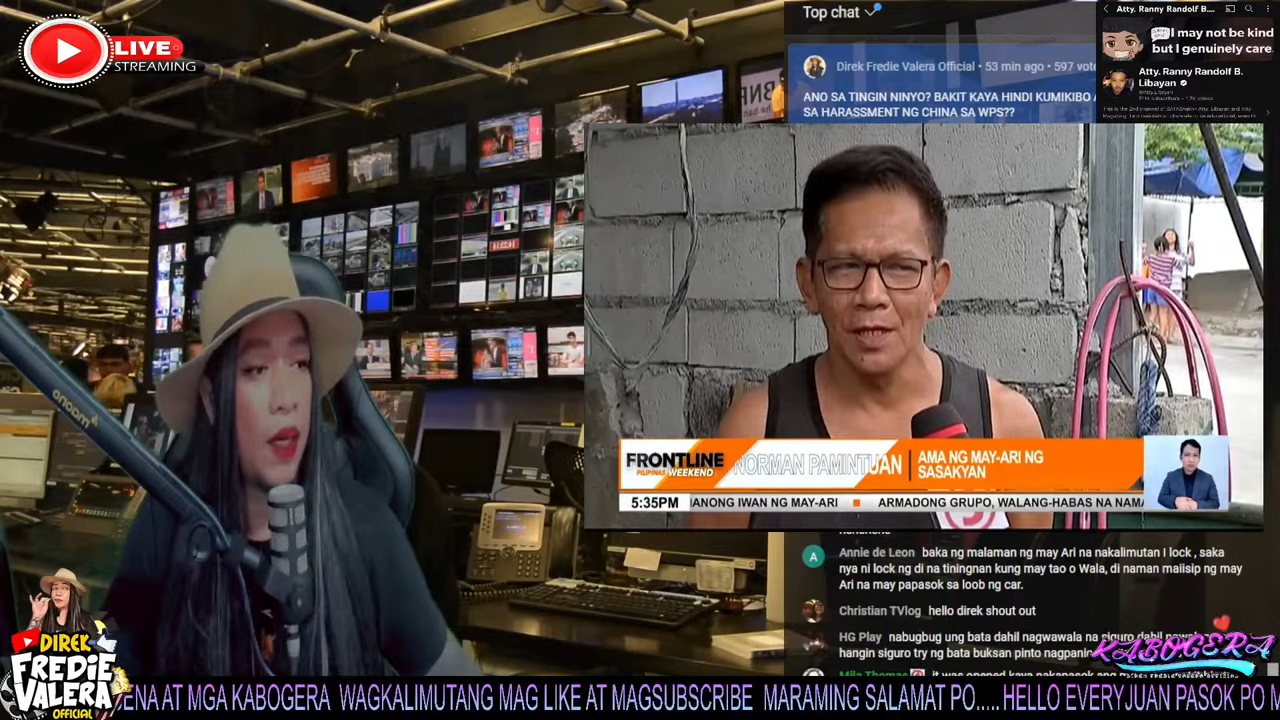 LIVE
STREAMING
Top chat
Direk Fredie Valera Official • 53 min ago • 597 vote
ANO SA TINGIN NINYO? BAKIT KAYA HINDI KUMIKIBO
SA HARASSMENT NG CHINA SA WPS??
Atty. Ranny Randolf B....
I may not be kind
but I genuinely care.
Atty. Ranny Randolf B.
Libayan
maono
FRONTLINE
PILIPINAS WEEKEND
NORMAN PAMINTUAN
AMA NG MAY-ARI NG
SASAKYAN
5:35PM
IANONG IWAN NG MAY-ARI
ARMADONG GRUPO, WALANG-HABAS NA NAMA
Annie de Leon baka ng malaman ng may Ari na nakalimutan I lock , saka
nya ni lock ng di na tiningnan kung may tao o Wala, di naman maiisip ng may
Ari na may papasok sa loob ng car.
Christian TVlog hello direk shout out
HG Play nabugbug ung bata dahil nagwawala na siguro dahil
hangin siguro try ng bata buksan pinto
Mila Thomas it was opened kaya nakapasok ang
KABOGERA
DIREK
FREDIE
VALERA
OFFICIAL
ENA AT MGA KABOGERA WAGKALIMUTANG MAG LIKE AT MAGSUBSCRIBE MARAMING SALAMAT PO.....HELLO EVERYJUAN PASOK PO M